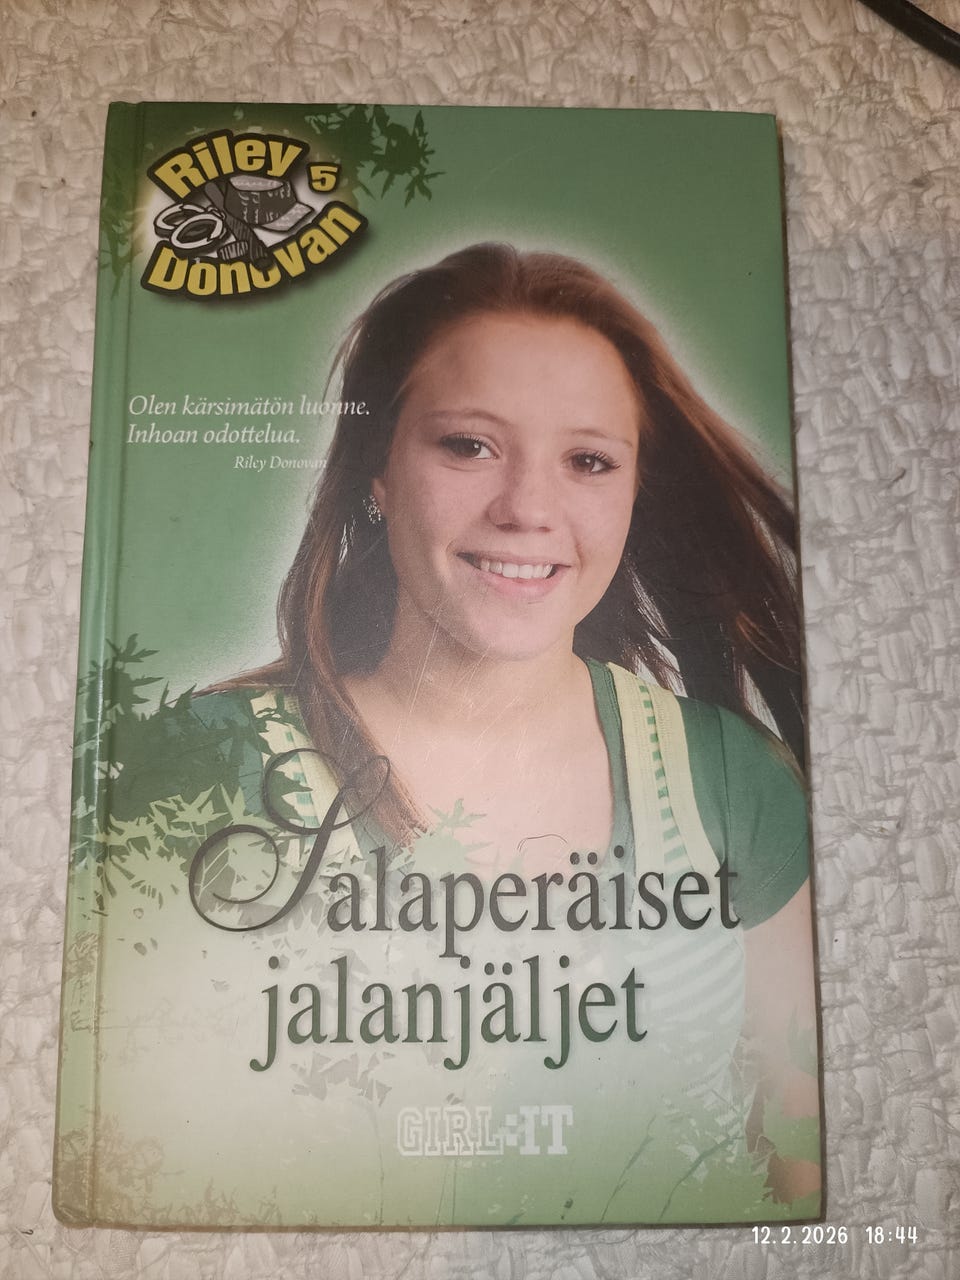 Riley 5
Donovan
Olen kärsimätön luonne.
Inhoan odottelua.
Riley Donovan
Salaperäiset
jalanjäljet
GIRL:IT
12.2.2026 18:44